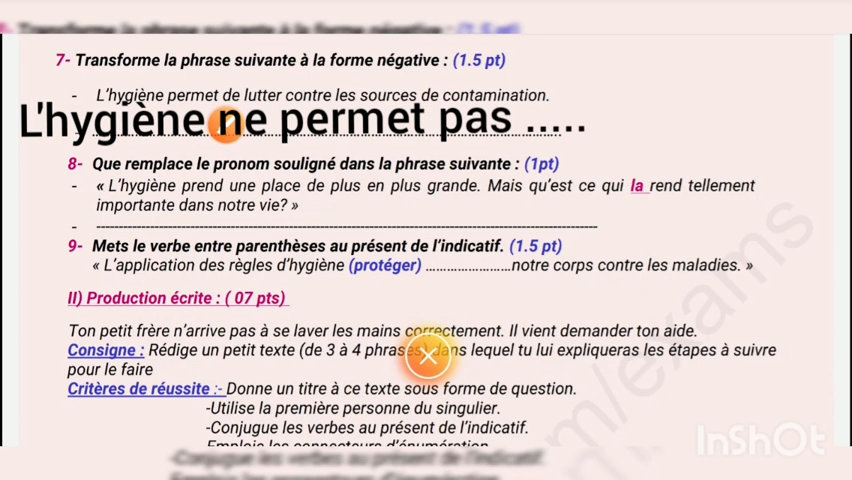 7- Transforme la phrase suivante à la forme négative : (1.5 pt)
- L'hygiène permet de lutter contre les sources de contamination.
L'hygiène ne permet pas .....
8- Que remplace le pronom souligné dans la phrase suivante : (1pt)
- « L'hygiène prend une place de plus en plus grande. Mais qu'est ce qui la rend tellement
importante dans notre vie? »
- ------------------------------------------------------------
9- Mets le verbe entre parenthèses au présent de l'indicatif. (1.5 pt)
« L'application des règles d'hygiène (protéger) ........................notre corps contre les maladies. »
II) Production écrite : ( 07 pts)
Ton petit frère n'arrive pas à se laver les mains correctement. Il vient demander ton aide.
Consigne : Rédige un petit texte (de 3 à 4 phrases) dans lequel tu lui expliqueras les étapes à suivre
pour le faire
Critères de réussite :- Donne un titre à ce texte sous forme de question.
-Utilise la première personne du singulier.
-Conjugue les verbes au présent de l'indicatif.
Emploie les connecteurs d'énumération
m/exams
InShOt